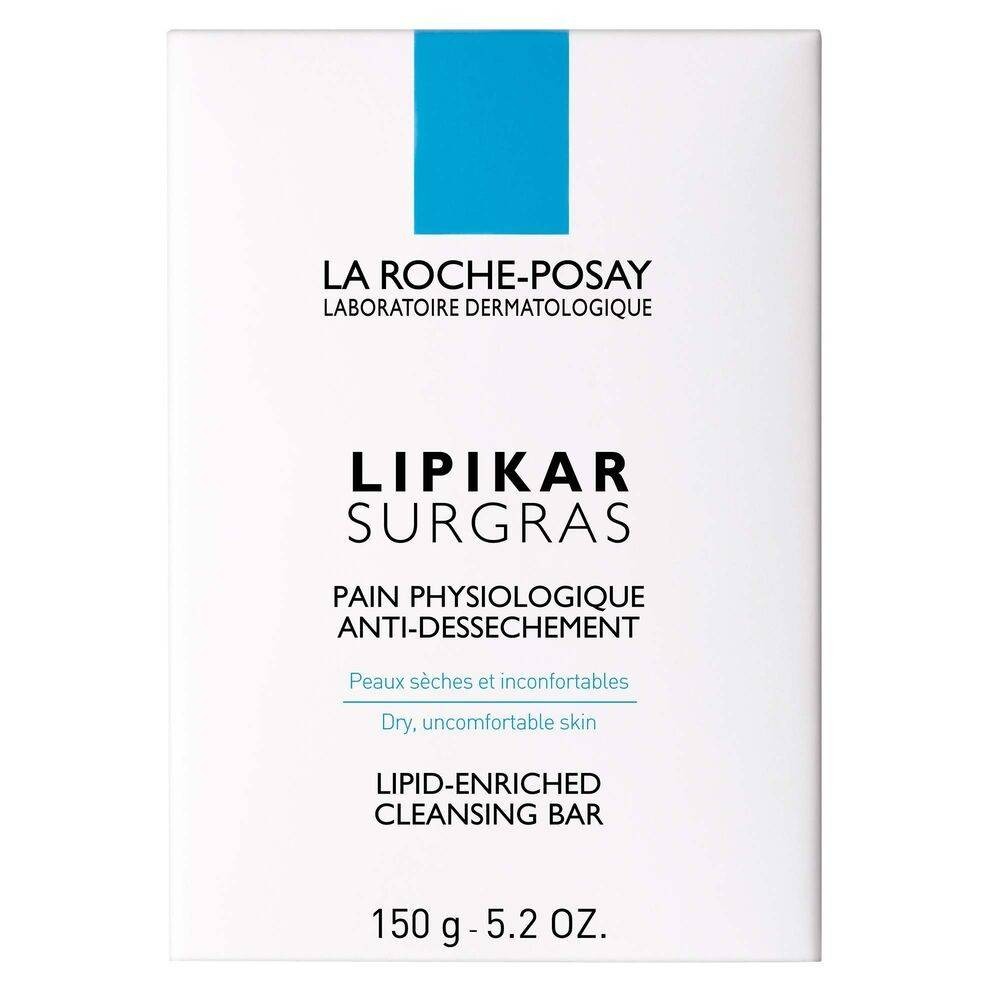 LA ROCHE-POSAY
LABORATOIRE DERMATOLOGIQUE
LIPIKAR
SURGRAS
PAIN PHYSIOLOGIQUE
ANTI-DESSECHEMENT
Peaux sèches et inconfortables
Dry, uncomfortable skin
LIPID-ENRICHED
CLEANSING BAR
150 g - 5.2 OZ.